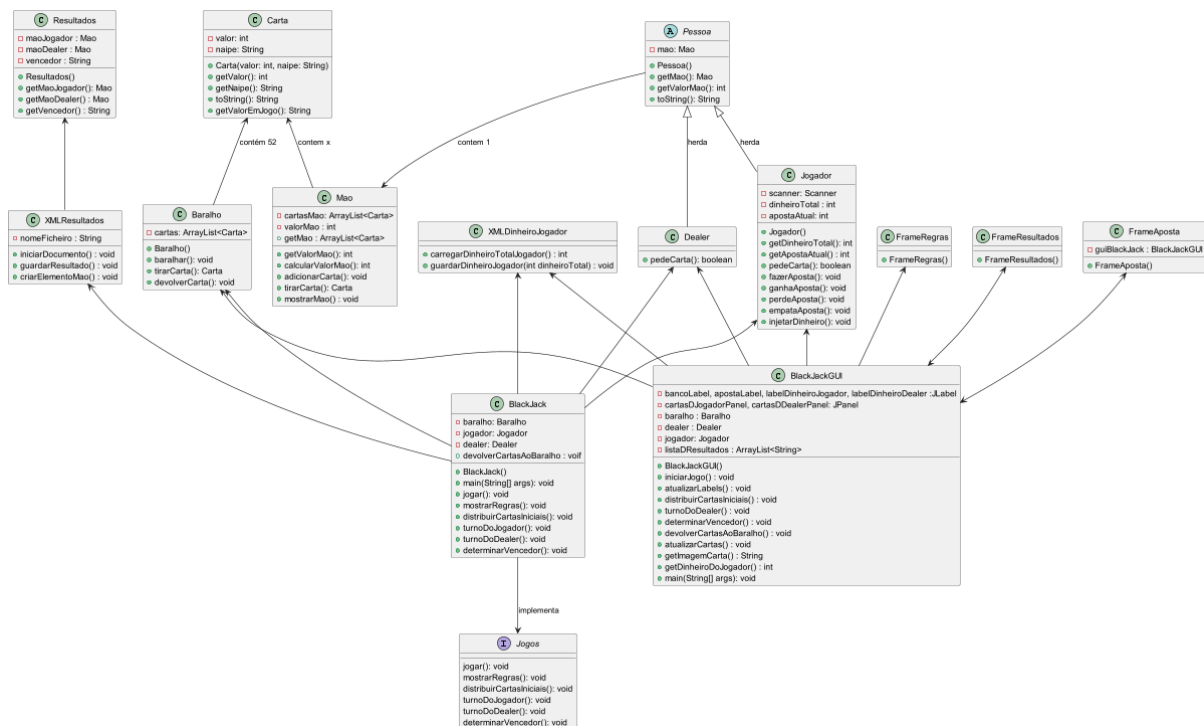 C Resultados
maoJogador : Mao
maoDealer : Mao
vencedor : String
Resultados()
getMaoJogador(): Mao
getMaoDealer() : Mao
getVencedor() : String
C Carta
valor: int
naipe: String
Carta(valor: int, naipe: String)
getValor(): int
getNaipe(): String
toString(): String
getValorEmJogo(): String
A Pessoa
mao: Mao
Pessoa()
getMao(): Mao
getValorMao(): int
toString(): String
contém 52
contem x
contem 1
herda
herda
C XMLResultados
nomeFicheiro : String
iniciarDocumento() : void
guardarResultado() : void
criarElementoMao() : void
C Baralho
cartas: ArrayList<Carta>
Baralho()
baralhar(): void
tirarCarta(): Carta
devolverCarta(): void
C Mao
cartasMao: ArrayList<Carta>
valorMao : int
getMao : ArrayList<Carta>
getValorMao(): int
calcularValorMao(): int
adicionarCarta(): void
tirarCarta(): Carta
mostrarMao() : void
C XMLDinheiroJogador
carregarDinheiroTotalJogador() : int
guardarDinheiroJogador(int dinheiroTotal) : void
C Dealer
pedeCarta(): boolean
C Jogador
scanner: Scanner
dinheiroTotal : int
apostaAtual: int
Jogador()
getDinheiroTotal(): int
getApostaAtual() : int
pedeCarta(): boolean
fazerAposta(): void
ganhaAposta(): void
perdeAposta(): void
empataAposta(): void
injetarDinheiro(): void
C FrameRegras
FrameRegras()
C FrameResultados
FrameResultados()
C FrameAposta
guiBlackJack : BlackJackGUI
FrameAposta()
C BlackJack
baralho: Baralho
jogador: Jogador
dealer: Dealer
devolverCartasAoBaralho : voif
BlackJack()
main(String[] args): void
jogar(): void
mostrarRegras(): void
distribuirCartasIniciais(): void
turnoDoJogador(): void
turnoDoDealer(): void
determinarVencedor(): void
C BlackJackGUI
bancoLabel, apostaLabel, labelDinheiroJogador, labelDinheiroDealer :JLabel
cartasDJogadorPanel, cartasDDealerPanel: JPanel
baralho : Baralho
dealer : Dealer
jogador: Jogador
listaDResultados : ArrayList<String>
BlackJackGUI()
iniciarJogo() : void
atualizarLabels() : void
distribuirCartasIniciais() : void
turnoDoDealer() : void
determinarVencedor() : void
devolverCartasAoBaralho() : void
atualizarCartas() : void
getImagemCarta() : String
getDinheiroDoJogador() : int
main(String[] args): void
implementa
I Jogos
jogar(): void
mostrarRegras(): void
distribuirCartasIniciais(): void
turnoDoJogador(): void
turnoDoDealer(): void
determinarVencedor(): void